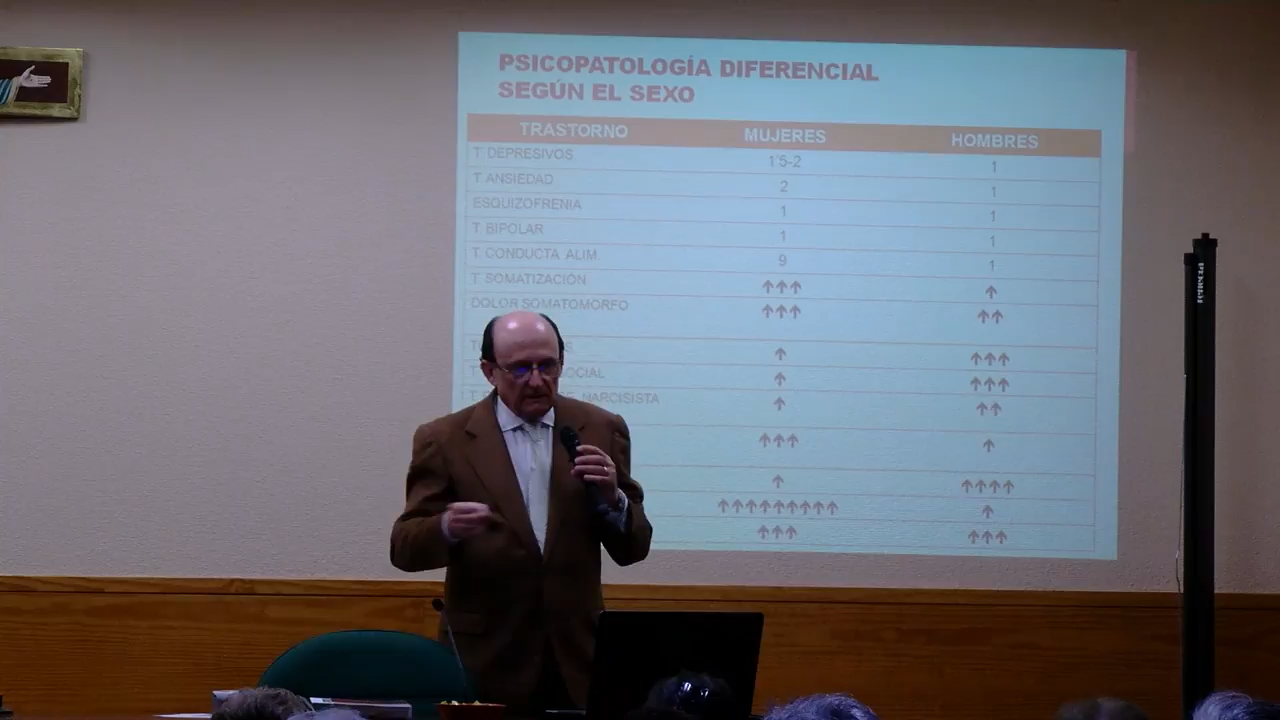 PSICOPATOLOGÍA DIFERENCIAL
SEGÚN EL SEXO
TRASTORNO MUJERES HOMBRES
T. DEPRESIVOS 1'5-2 1
T. ANSIEDAD 2 1
ESQUIZOFRENIA 1 1
T. BIPOLAR 1 1
T. CONDUCTA ALIM. 9 1
T. SOMATIZACIÓN ↑↑↑ ↑
DOLOR SOMATOMORFO ↑↑↑ ↑↑
↑ ↑↑↑
↑ ↑↑↑
NARCISISTA ↑ ↑↑
↑↑↑ ↑
↑ ↑↑↑↑
↑↑↑↑↑↑↑↑↑ ↑
↑↑↑ ↑↑↑